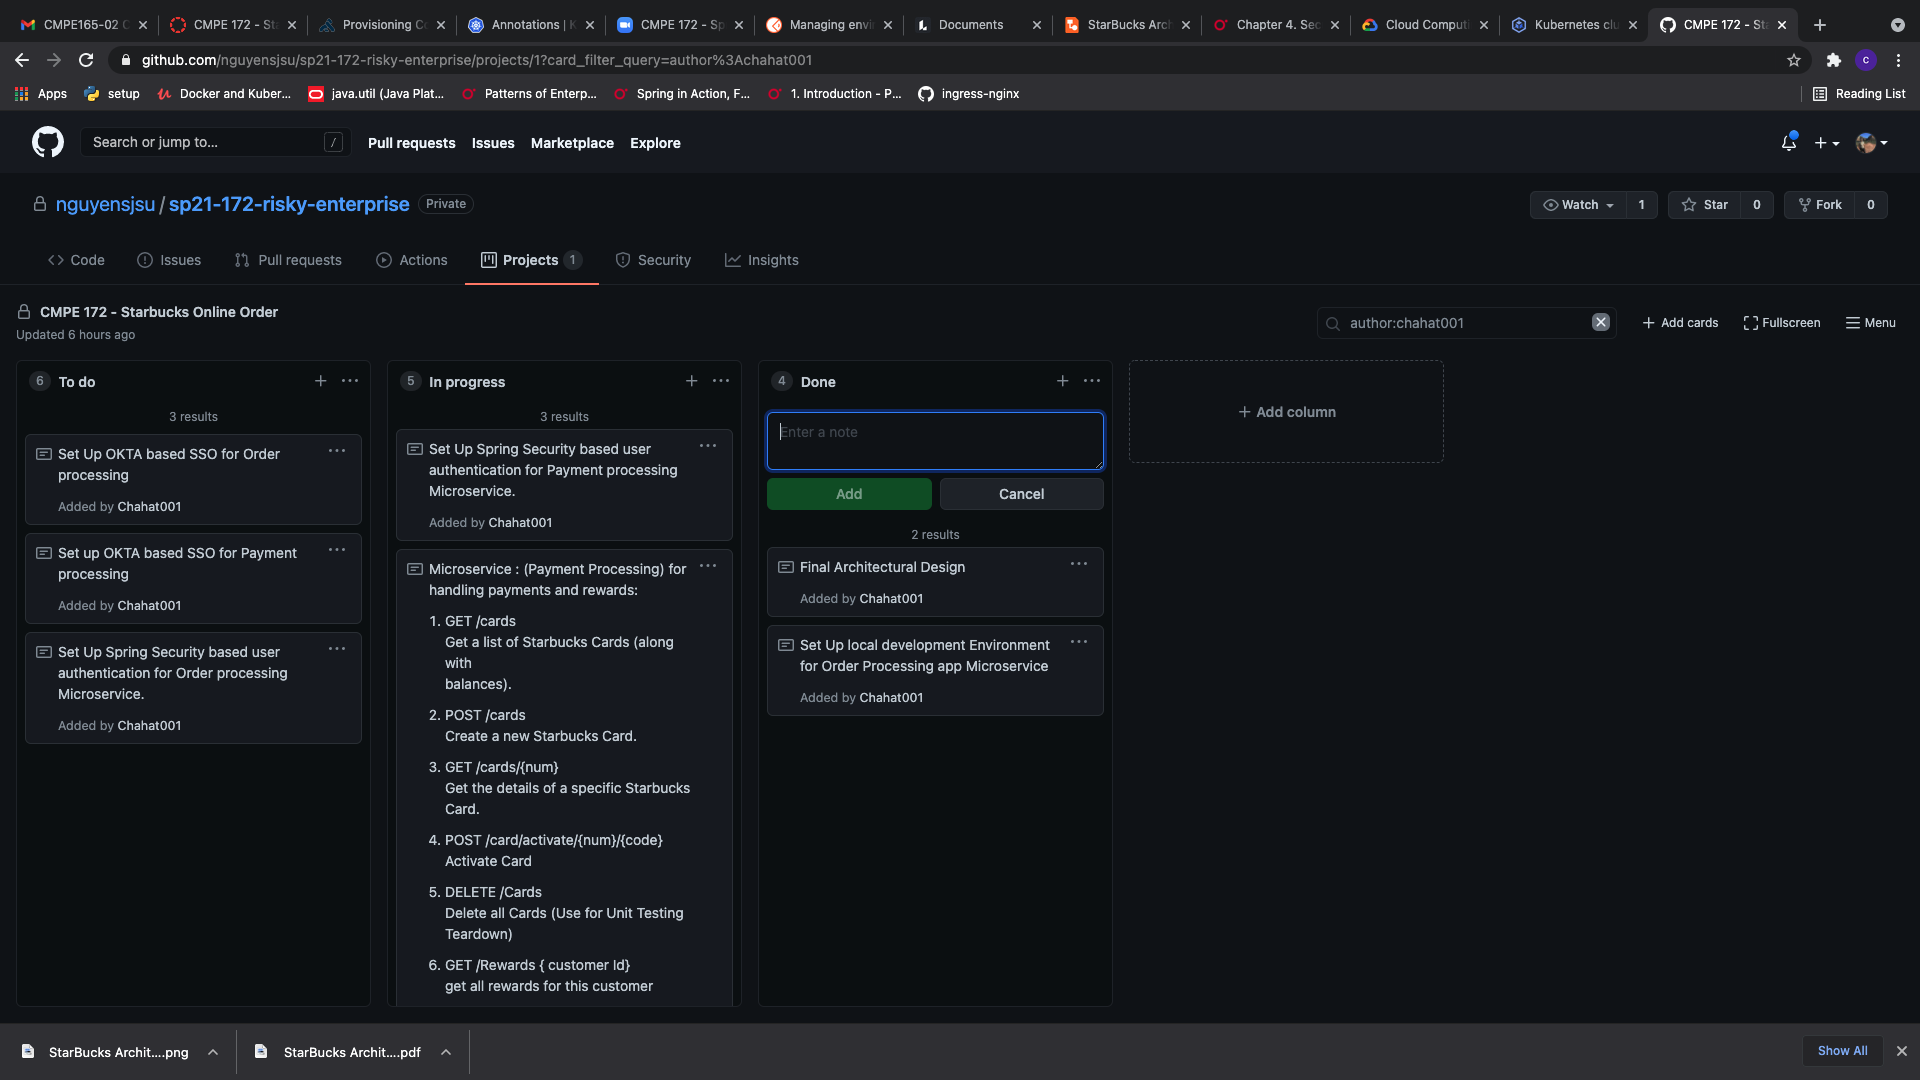 CMPE165-02 C
CMPE 172 - Sta
Provisioning Co
Annotations | K
CMPE 172 - Sp
Managing envi
Documents
StarBucks Arch
Chapter 4. Sec
Cloud Computi
Kubernetes clu
CMPE 172 - Sta
github.com/nguyensjsu/sp21-172-risky-enterprise/projects/1?card_filter_query=author%3Achahat001
c
Apps
setup
Docker and Kuber...
java.util (Java Plat...
Patterns of Enterp...
Spring in Action, F...
1. Introduction - P...
ingress-nginx
Reading List
Search or jump to...
/
Pull requests
Issues
Marketplace
Explore
nguyensjsu / sp21-172-risky-enterprise
Private
Watch
1
Star
0
Fork
0
Code
Issues
Pull requests
Actions
Projects
1
Security
Insights
CMPE 172 - Starbucks Online Order
Updated 6 hours ago
author:chahat001
Add cards
Fullscreen
Menu
6
To do
3 results
Set Up OKTA based SSO for Order
processing
Added by Chahat001
Set up OKTA based SSO for Payment
processing
Added by Chahat001
Set Up Spring Security based user
authentication for Order processing
Microservice.
Added by Chahat001
5
In progress
3 results
Set Up Spring Security based user
authentication for Payment processing
Microservice.
Added by Chahat001
Microservice : (Payment Processing) for
handling payments and rewards:
1. GET /cards
Get a list of Starbucks Cards (along
with
balances).
2. POST /cards
Create a new Starbucks Card.
3. GET /cards/{num}
Get the details of a specific Starbucks
Card.
4. POST /card/activate/{num}/{code}
Activate Card
5. DELETE /Cards
Delete all Cards (Use for Unit Testing
Teardown)
6. GET /Rewards { customer Id}
get all rewards for this customer
4
Done
Enter a note
Add
Cancel
2 results
Final Architectural Design
Added by Chahat001
Set Up local development Environment
for Order Processing app Microservice
Added by Chahat001
Add column
StarBucks Archit....png
StarBucks Archit....pdf
Show All